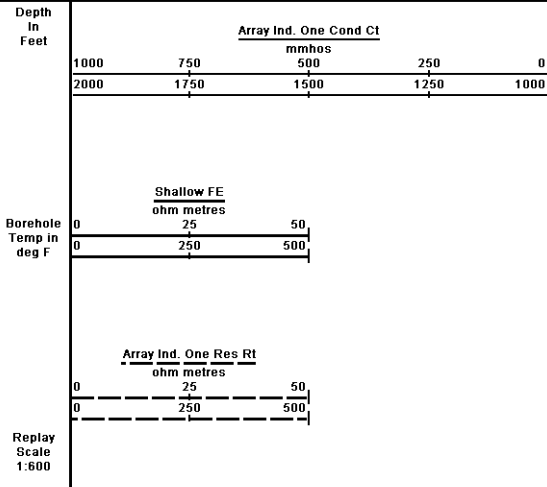 Depth
In
Feet
Array Ind. One Cond Ct
mmhos
1000 750 500 250 0
2000 1750 1500 1250 1000
Shallow FE
ohm metres
Borehole
Temp in
deg F
0 25 50
0 250 500
Array Ind. One Res Rt
ohm metres
0 25 50
0 250 500
Replay
Scale
1:600